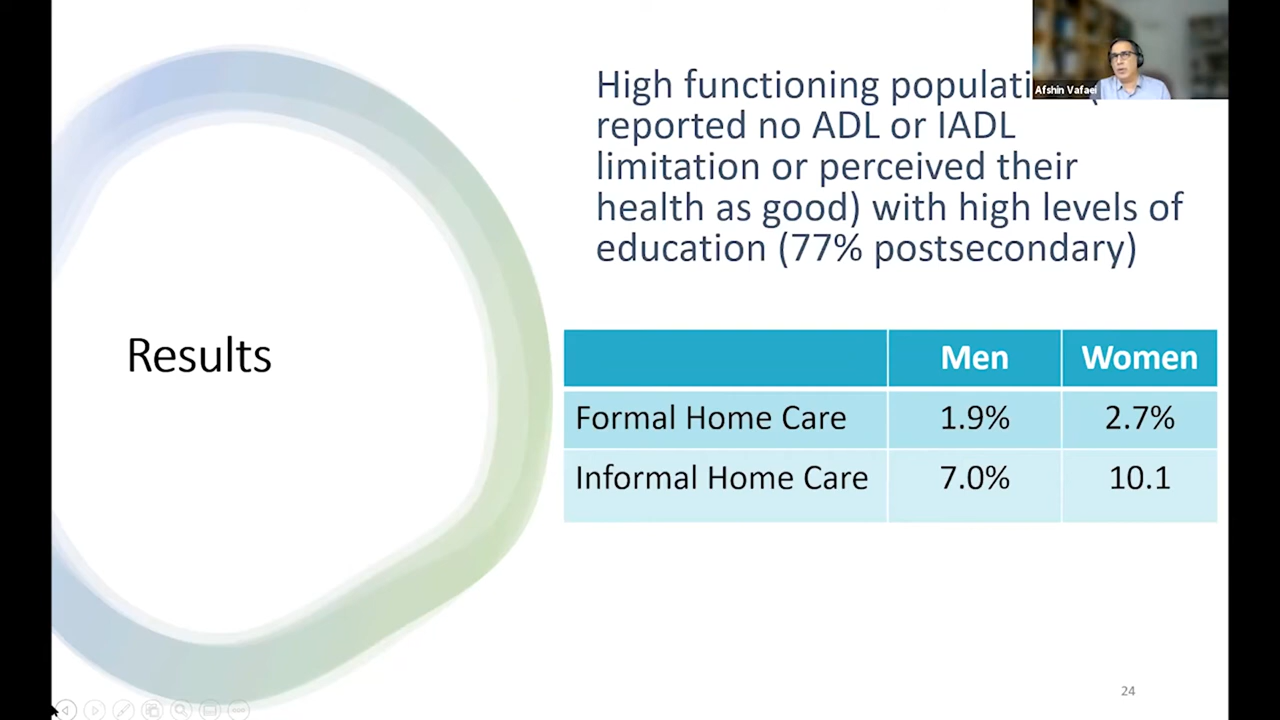 High functioning populati
Afshin Vafaei
reported no ADL or IADL
limitation or perceived their
health as good) with high levels of
education (77% postsecondary)
Results
Men Women
Formal Home Care 1.9% 2.7%
Informal Home Care 7.0% 10.1
24